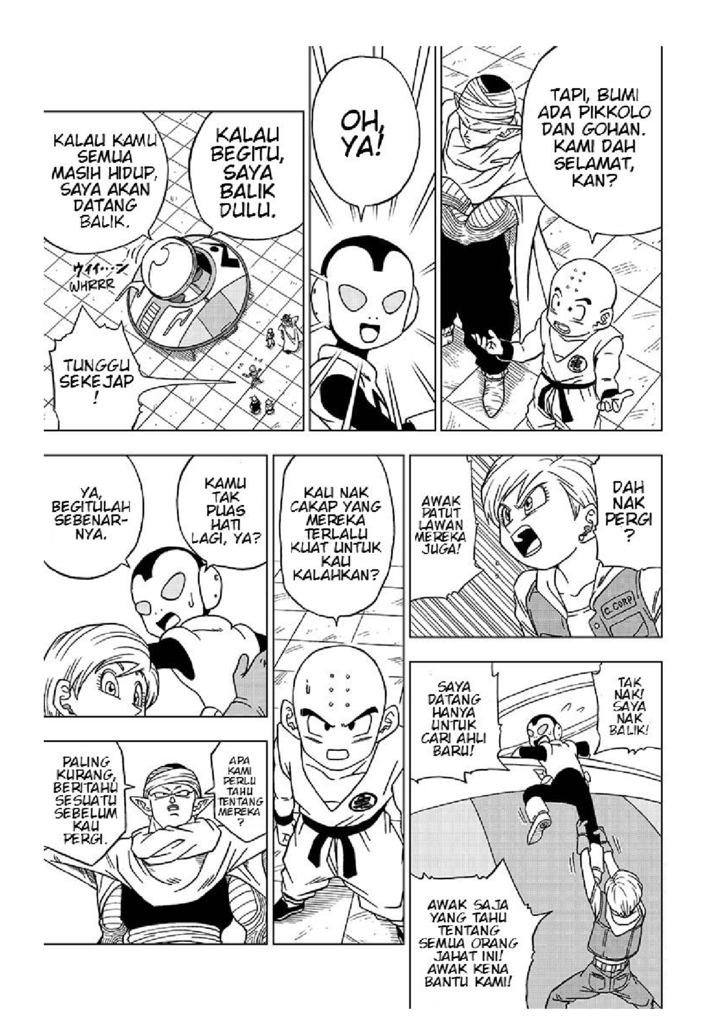 TAPI, BUMI
ADA PIKKOLO
DAN GOHAN.
KAMI DAH
SELAMAT,
KAN?
OH,
YA!
KALAU
BEGITU,
SAYA
BALIK
DULU.
KALAU KAMU
SEMUA
MASIH HIDUP,
SAYA AKAN
DATANG
BALIK.
ウィイ…ン
WHRRR
TUNGGU
SEKEJAP
!
DAH
NAK
PERGI
?
AWAK
PATUT
LAWAN
MEREKA
JUGA!
C.CORP
TAK
NAK!
SAYA
NAK
BALIK!
SAYA
DATANG
HANYA
UNTUK
CARI AHLI
BARU!
AWAK SAJA
YANG TAHU
TENTANG
SEMUA ORANG
JAHAT INI!
AWAK KENA
BANTU KAMI!
KAU NAK
CAKAP YANG
MEREKA
TERLALU
KUAT UNTUK
KAU
KALAHKAN?
KAMU
TAK
PUAS
HATI
LAGI, YA?
YA,
BEGITULAH
SEBENAR-
NYA.
APA
KAMI
PERLU
TAHU
TENTANG
MEREKA
?
PALING
KURANG,
BERITAHU
SESUATU
SEBELUM
KAU
PERGI.